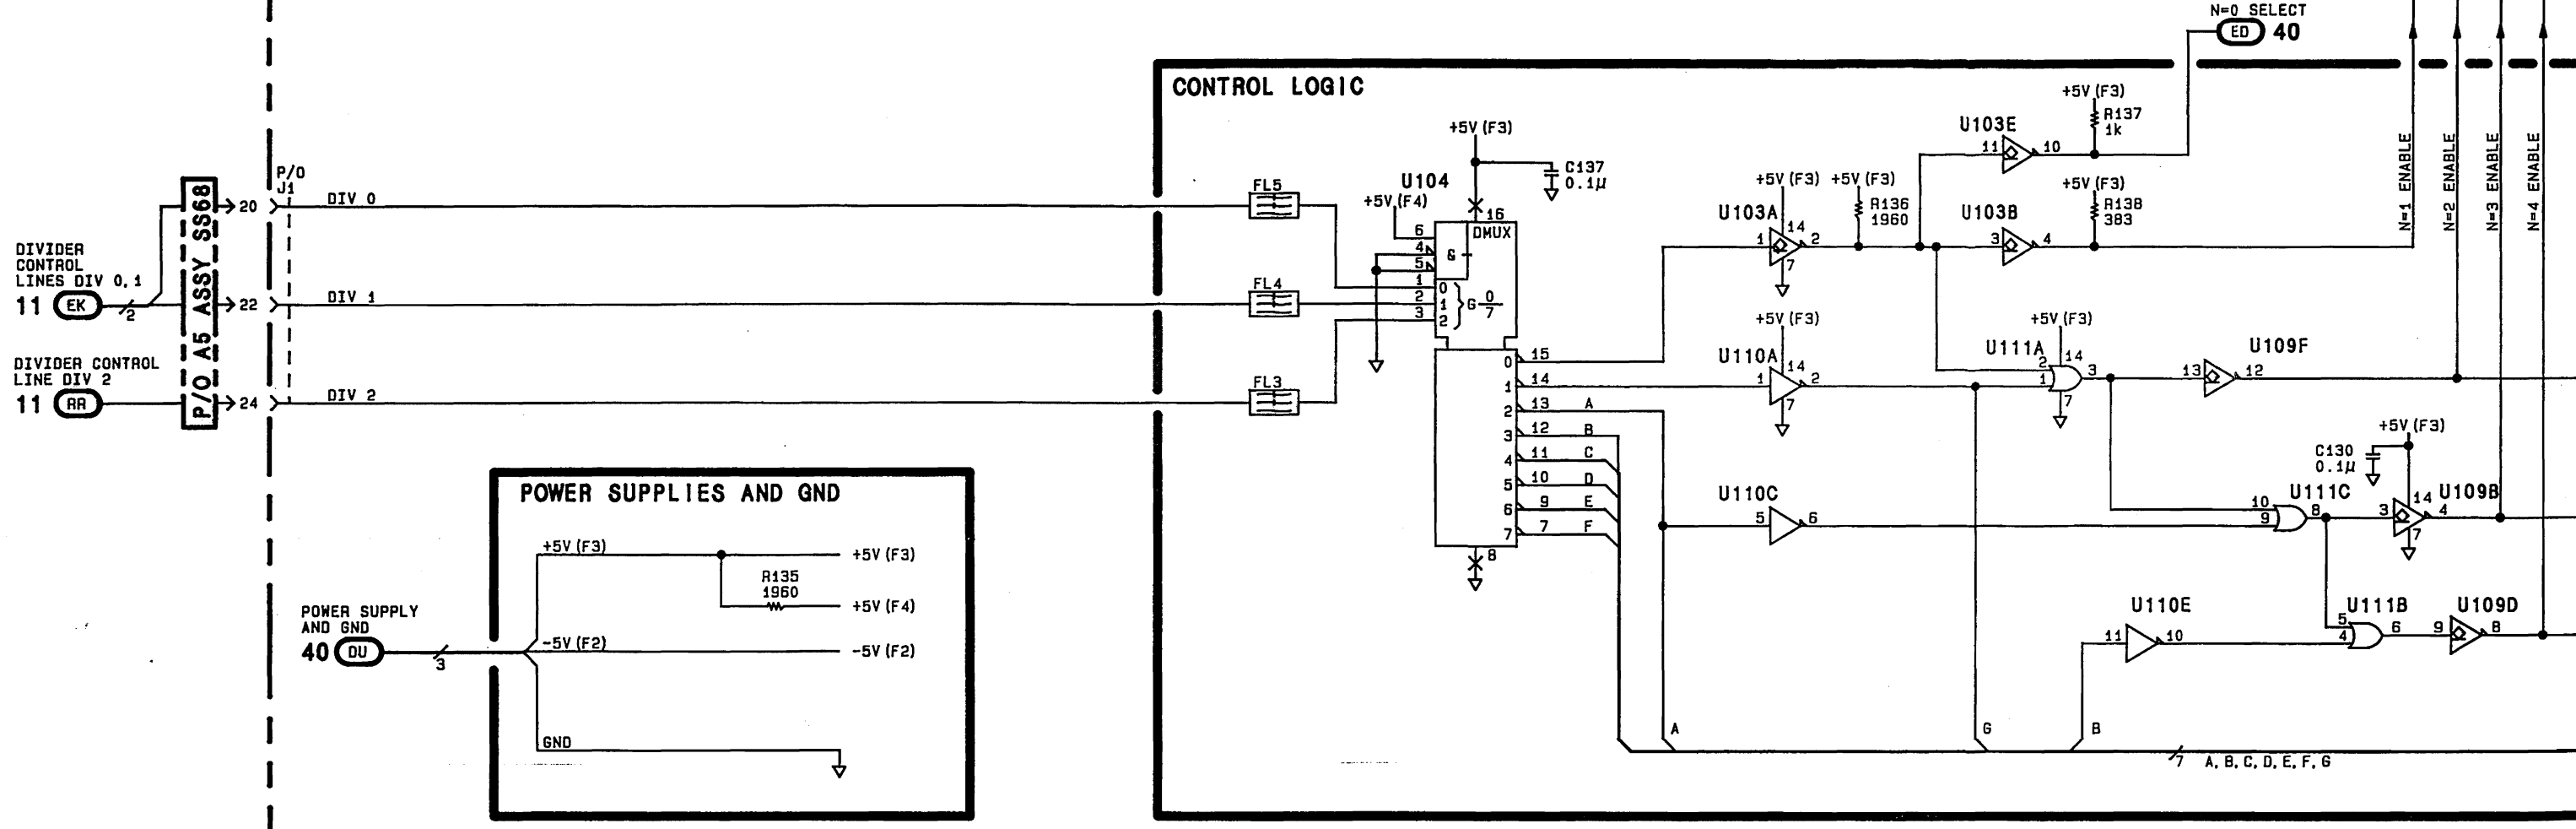 N=0 SELECT
ED 40
CONTROL LOGIC
+5V(F3)
C137
0.1µ
U104
+5V(F4)
16
DMUX
6
4
5
&
1
2
3
0
1
2
G 0
7
0 15
1 14
2 13 A
3 12 B
4 11 C
5 10 D
6 9 E
7 7 F
8
P/O
J1
20
DIV 0
FL5
22
DIV 1
FL4
24
DIV 2
FL3
P/O A5 ASSY SS68
DIVIDER
CONTROL
LINES DIV 0,1
11 EK
2
DIVIDER CONTROL
LINE DIV 2
11 RR
POWER SUPPLIES AND GND
+5V(F3)
+5V(F3)
R135
1960
+5V(F4)
-5V(F2)
-5V(F2)
GND
POWER SUPPLY
AND GND
40 DU
3
U103E
11 10
+5V(F3)
R137
1k
+5V(F3)
U103A
1 14 2
7
+5V(F3)
R136
1960
U103B
3 4
+5V(F3)
R138
383
+5V(F3)
U110A
1 14 2
7
+5V(F3)
U111A
2 14
1 3
7
U109F
13 12
U110C
5 6
+5V(F3)
C130
0.1µ
U111C
10
9 8
14 U109B
3 4
7
U110E
11 10
U111B
5
4 6
U109D
9 8
A
G
B
7 A,B,C,D,E,F,G
N=1 ENABLE
N=2 ENABLE
N=3 ENABLE
N=4 ENABLE